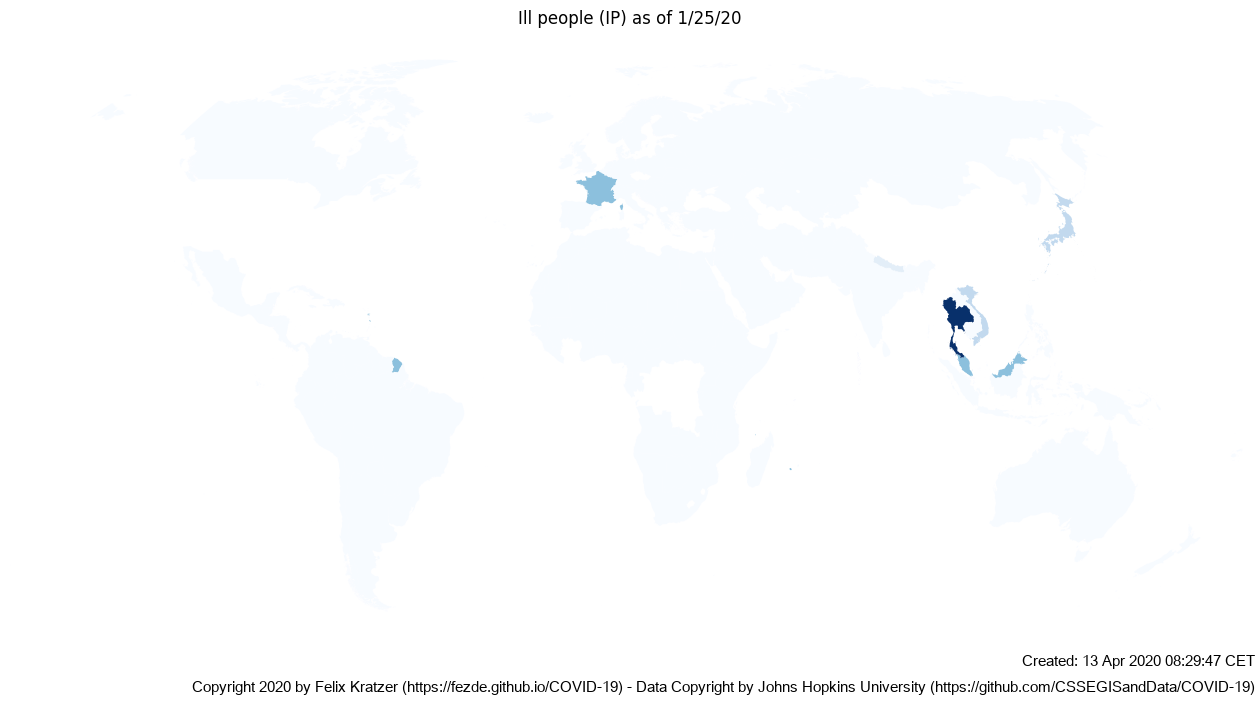 Ill people (IP) as of 1/25/20
Created: 13 Apr 2020 08:29:47 CET
Copyright 2020 by Felix Kratzer (https://fezde.github.io/COVID-19) - Data Copyright by Johns Hopkins University (https://github.com/CSSEGISandData/COVID-19)